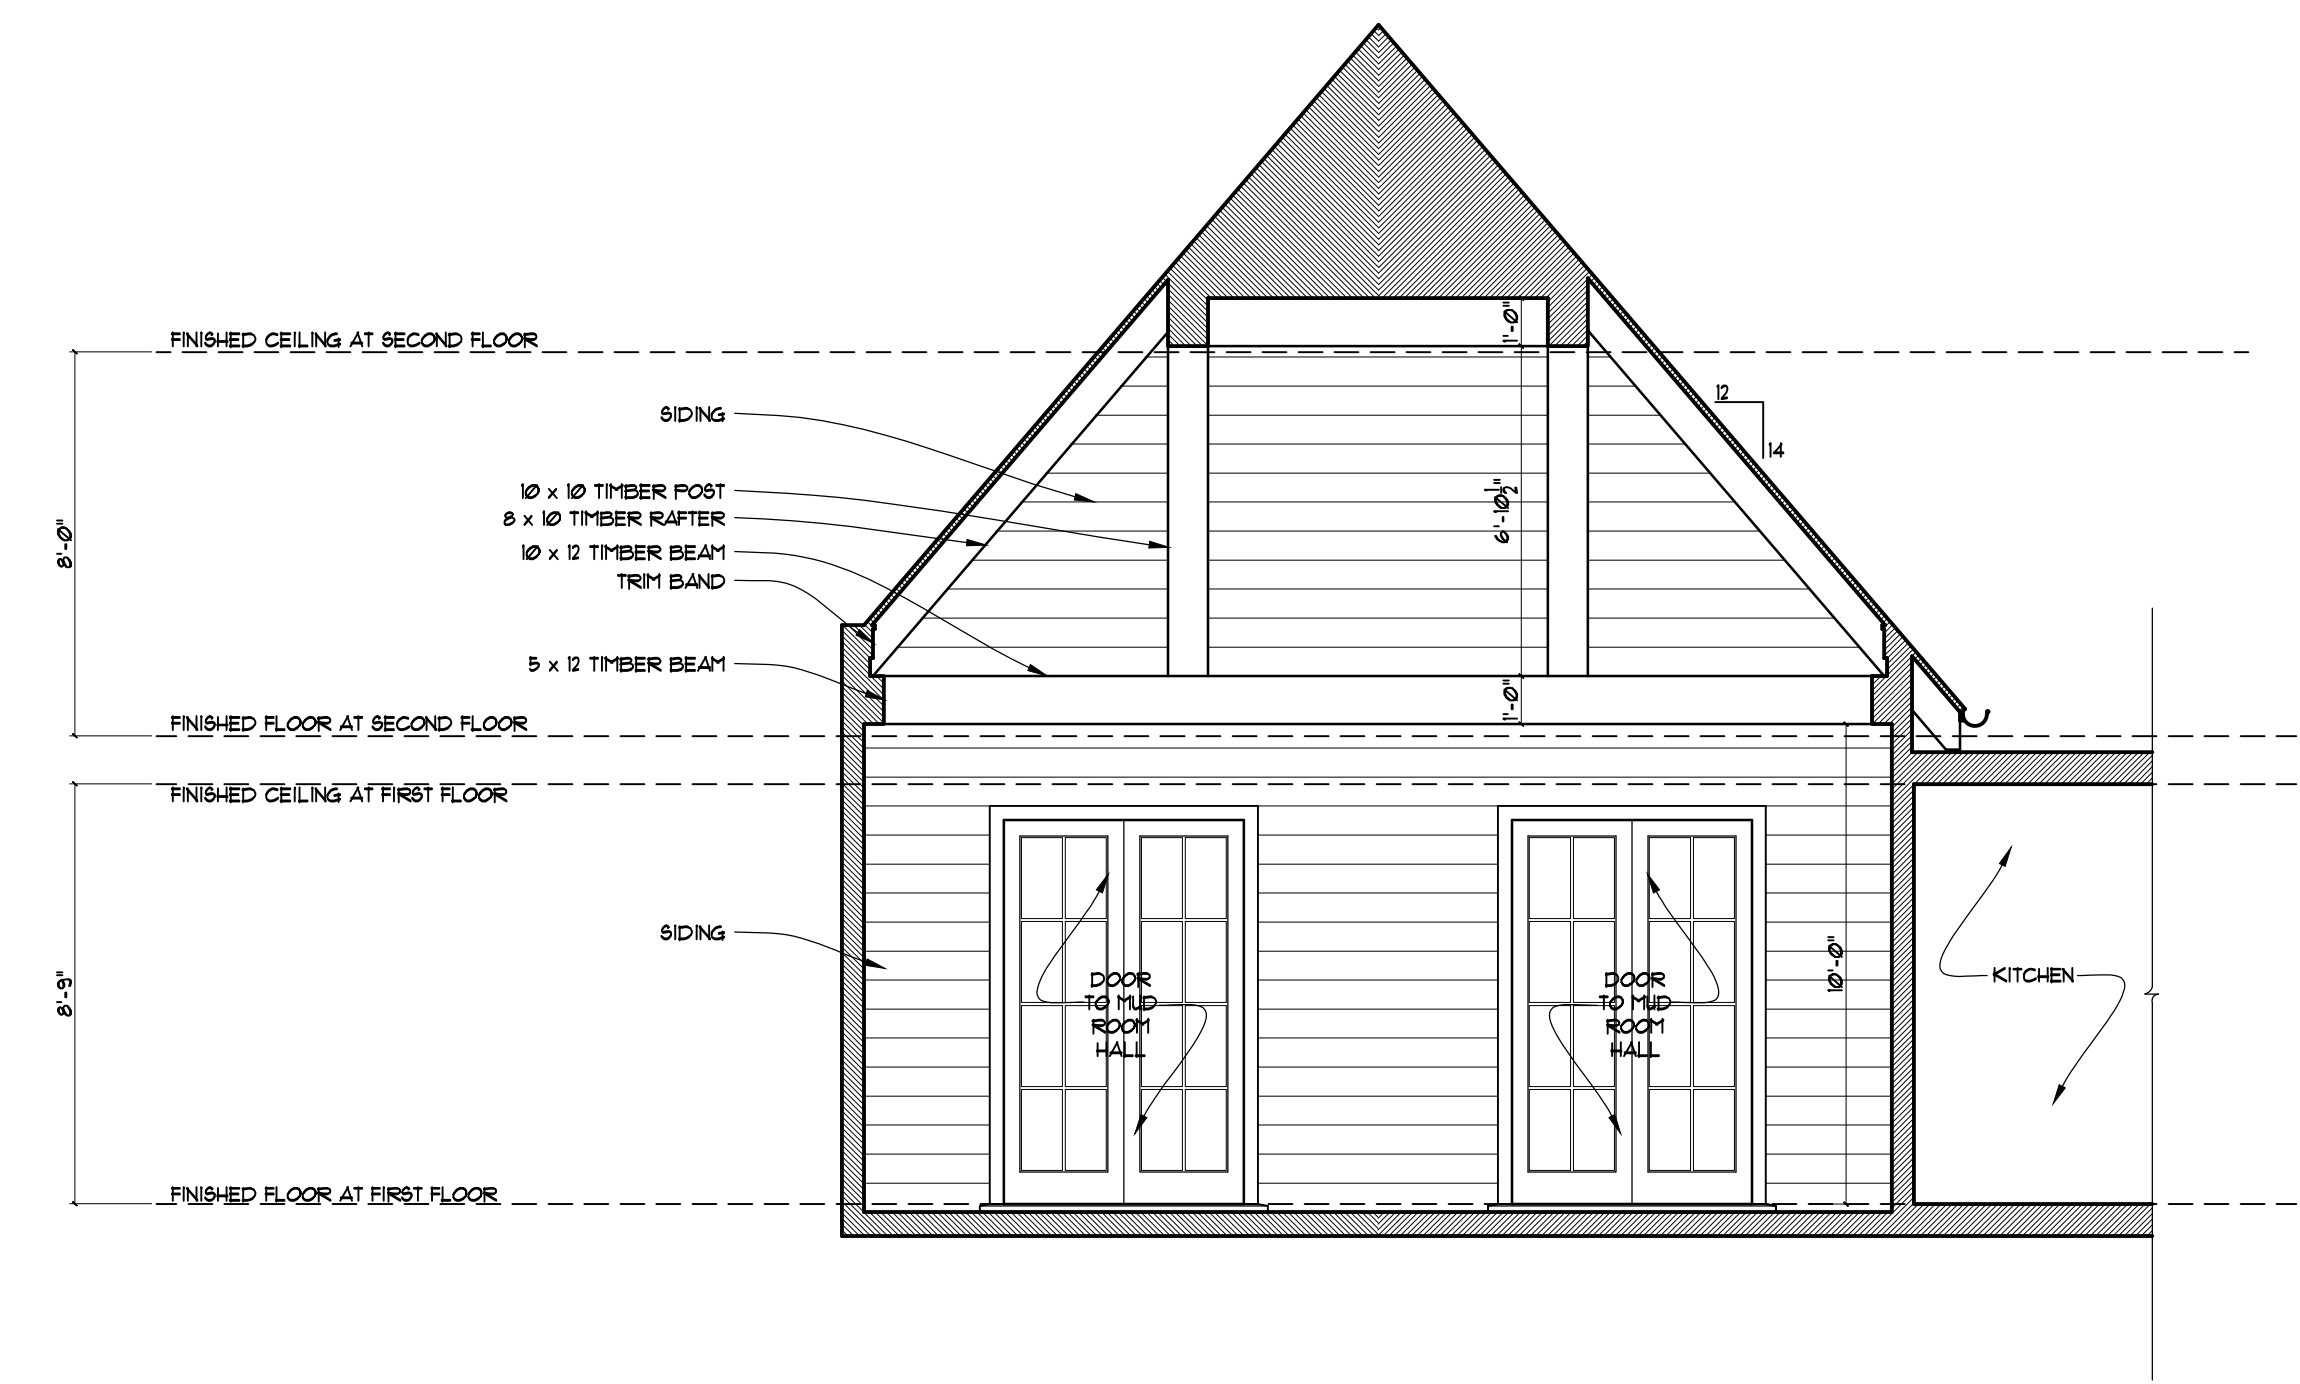 FINISHED CEILING AT SECOND FLOOR
1'-0"
12
14
SIDING
10 x 10 TIMBER POST
8 x 10 TIMBER RAFTER
10 x 12 TIMBER BEAM
TRIM BAND
8'-0"
6'-10 1/2"
5 x 12 TIMBER BEAM
1'-0"
FINISHED FLOOR AT SECOND FLOOR
FINISHED CEILING AT FIRST FLOOR
SIDING
8'-9"
DOOR
TO MUD
ROOM
HALL
DOOR
TO MUD
ROOM
HALL
10'-0"
KITCHEN
FINISHED FLOOR AT FIRST FLOOR